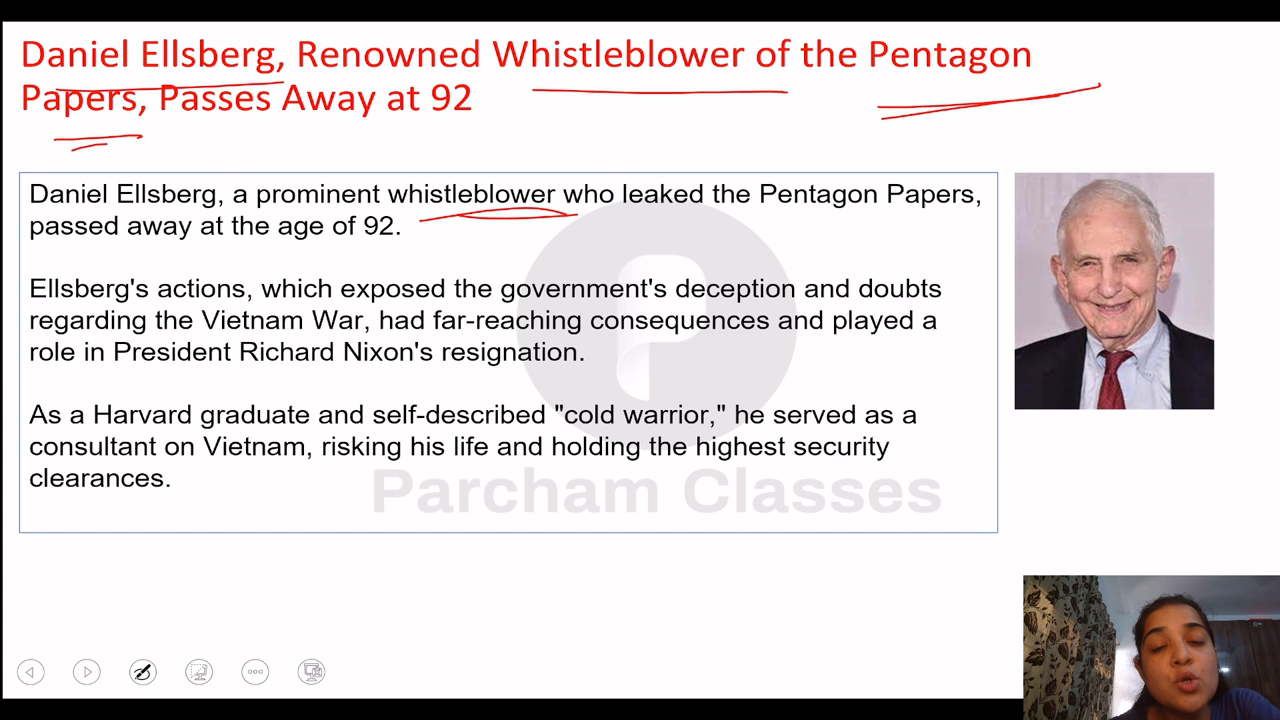 Daniel Ellsberg, Renowned Whistleblower of the Pentagon
Papers, Passes Away at 92
Daniel Ellsberg, a prominent whistleblower who leaked the Pentagon Papers,
passed away at the age of 92.
Ellsberg's actions, which exposed the government's deception and doubts
regarding the Vietnam War, had far-reaching consequences and played a
role in President Richard Nixon's resignation.
As a Harvard graduate and self-described "cold warrior," he served as a
consultant on Vietnam, risking his life and holding the highest security
clearances.
Parcham Classes